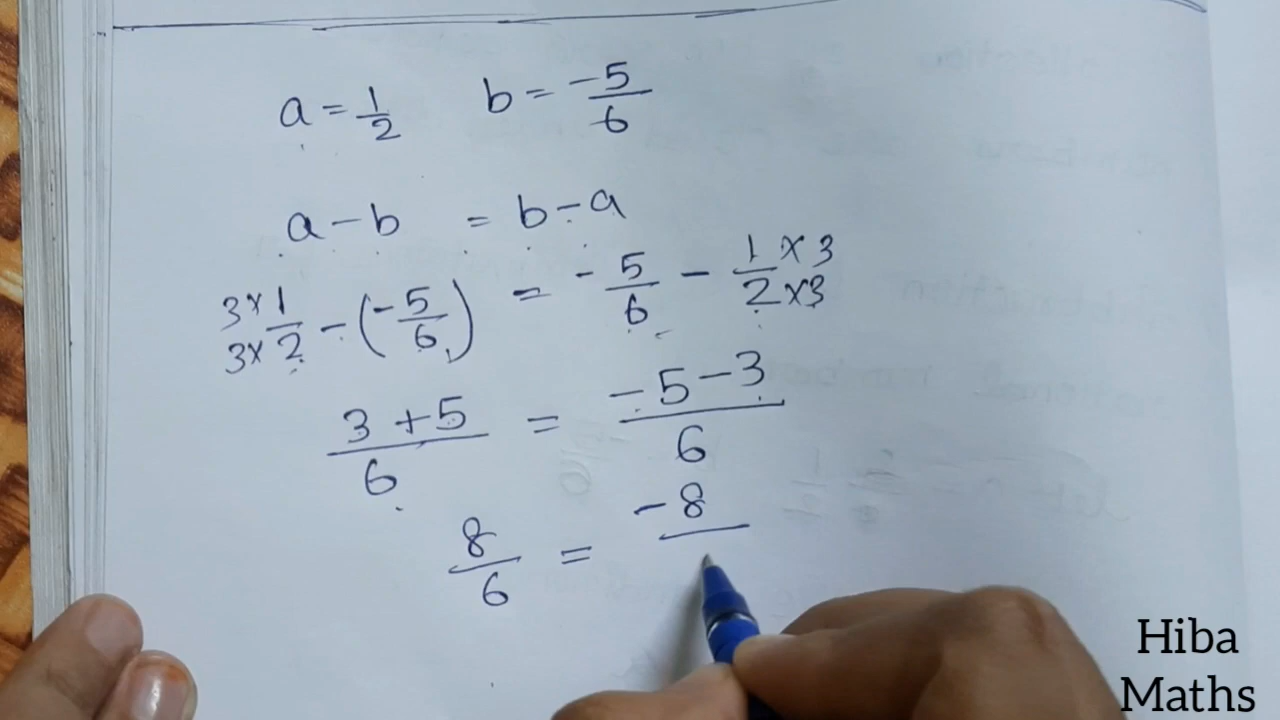 a = 1/2 b = -5/6
a - b = b - a
3×1/3×2 - (-5/6) = -5/6 - 1×3/2×3
3+5/6 = -5-3/6
8/6 = -8
Hiba
Maths